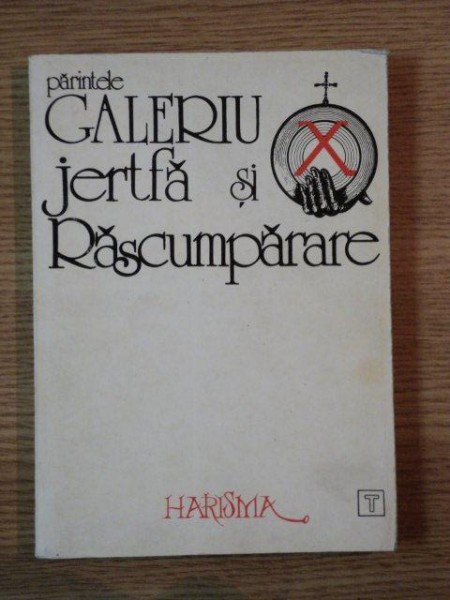 părintele
GALERIU
jertfă și
Răscumpărare
X
HARISMA
T